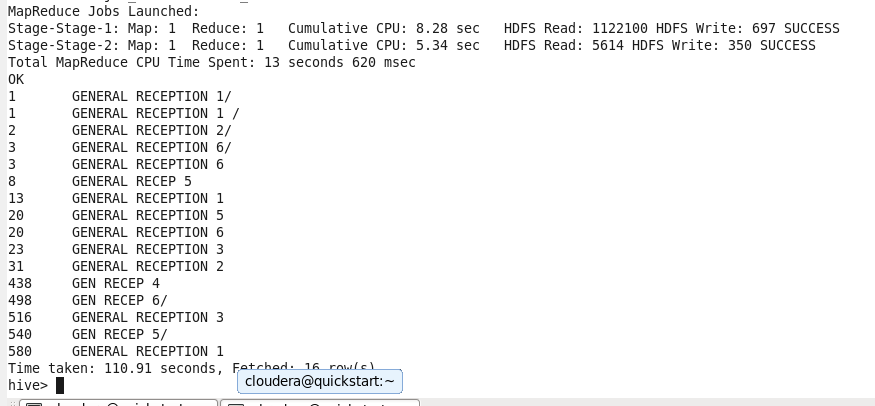 MapReduce Jobs Launched:
Stage-Stage-1: Map: 1  Reduce: 1   Cumulative CPU: 8.28 sec   HDFS Read: 1122100 HDFS Write: 697 SUCCESS
Stage-Stage-2: Map: 1  Reduce: 1   Cumulative CPU: 5.34 sec   HDFS Read: 5614 HDFS Write: 350 SUCCESS
Total MapReduce CPU Time Spent: 13 seconds 620 msec
OK
1       GENERAL RECEPTION 1/
1       GENERAL RECEPTION 1 /
2       GENERAL RECEPTION 2/
3       GENERAL RECEPTION 6/
3       GENERAL RECEPTION 6
8       GENERAL RECEP 5
13      GENERAL RECEPTION 1
20      GENERAL RECEPTION 5
20      GENERAL RECEPTION 6
23      GENERAL RECEPTION 3
31      GENERAL RECEPTION 2
438     GEN RECEP 4
498     GEN RECEP 6/
516     GENERAL RECEPTION 3
540     GEN RECEP 5/
580     GENERAL RECEPTION 1
Time taken: 110.91 seconds, Fetched: 16 row(s)
cloudera@quickstart:~
hive>